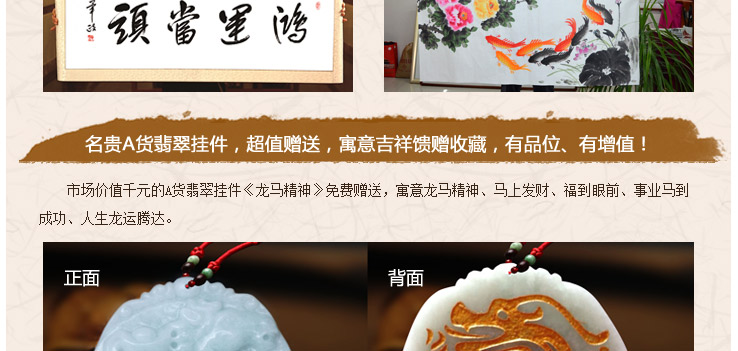 鴻運當頭
名贵A货翡翠挂件，超值赠送，寓意吉祥馈赠收藏，有品位、有增值！
市场价值千元的A货翡翠挂件《龙马精神》免费赠送，寓意龙马精神、马上发财、福到眼前、事业马到
成功、人生龙运腾达。
正面
背面